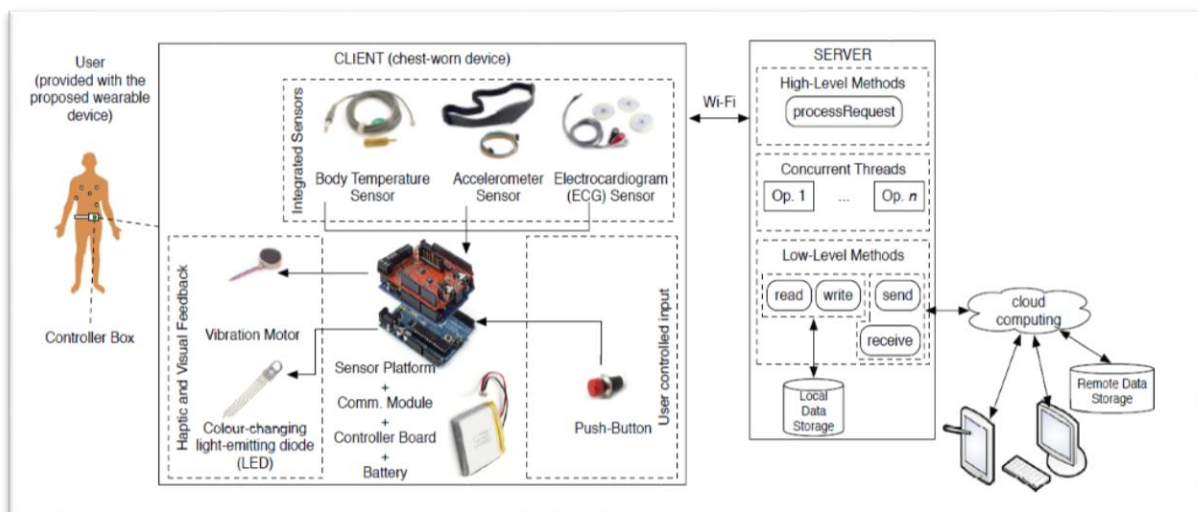 User
(provided with the
proposed wearable
device)
Controller Box
CLIENT (chest-worn device)
Integrated Sensors
Body Temperature
Sensor
Accelerometer
Sensor
Electrocardiogram
(ECG) Sensor
Haptic and Visual Feedback
Vibration Motor
Colour-changing
light-emitting diode
(LED)
Sensor Platform
+
Comm. Module
+
Controller Board
+
Battery
User controlled input
Push-Button
Wi-Fi
SERVER
High-Level Methods
processRequest
Concurrent Threads
Op. 1 ... Op. n
Low-Level Methods
read write send
receive
Local
Data
Storage
cloud
computing
Remote Data
Storage